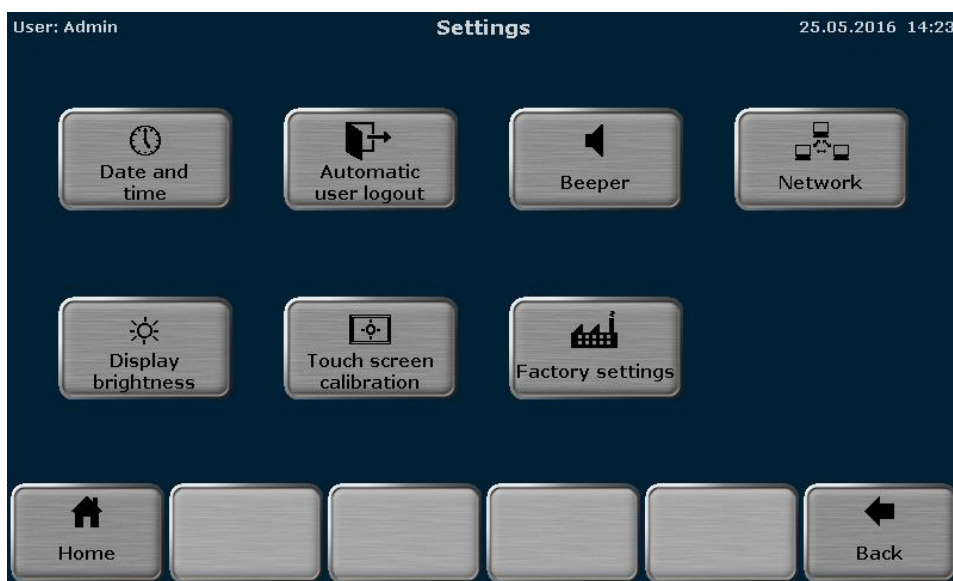 User: Admin
Settings
25.05.2016 14:23
Date and
time
Automatic
user logout
Beeper
Network
Display
brightness
Touch screen
calibration
Factory settings
Home
Back